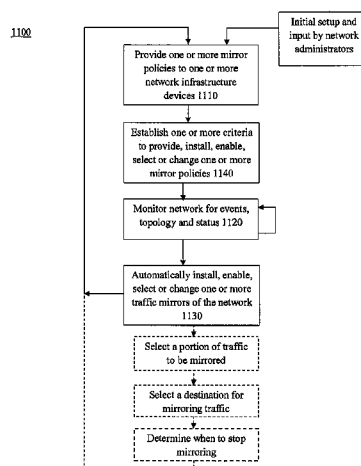 1100
Initial setup and
input by network
administrators
Provide one or more mirror
policies to one or more
network infrastructure
devices 1110
Establish one or more criteria
to provide, install, enable,
select or change one or more
mirror policies 1140
Monitor network for events,
topology and status 1120
Automatically install, enable,
select or change one or more
traffic mirrors of the network
1130
Select a portion of traffic
to be mirrored
Select a destination for
mirroring traffic
Determine when to stop
mirroring